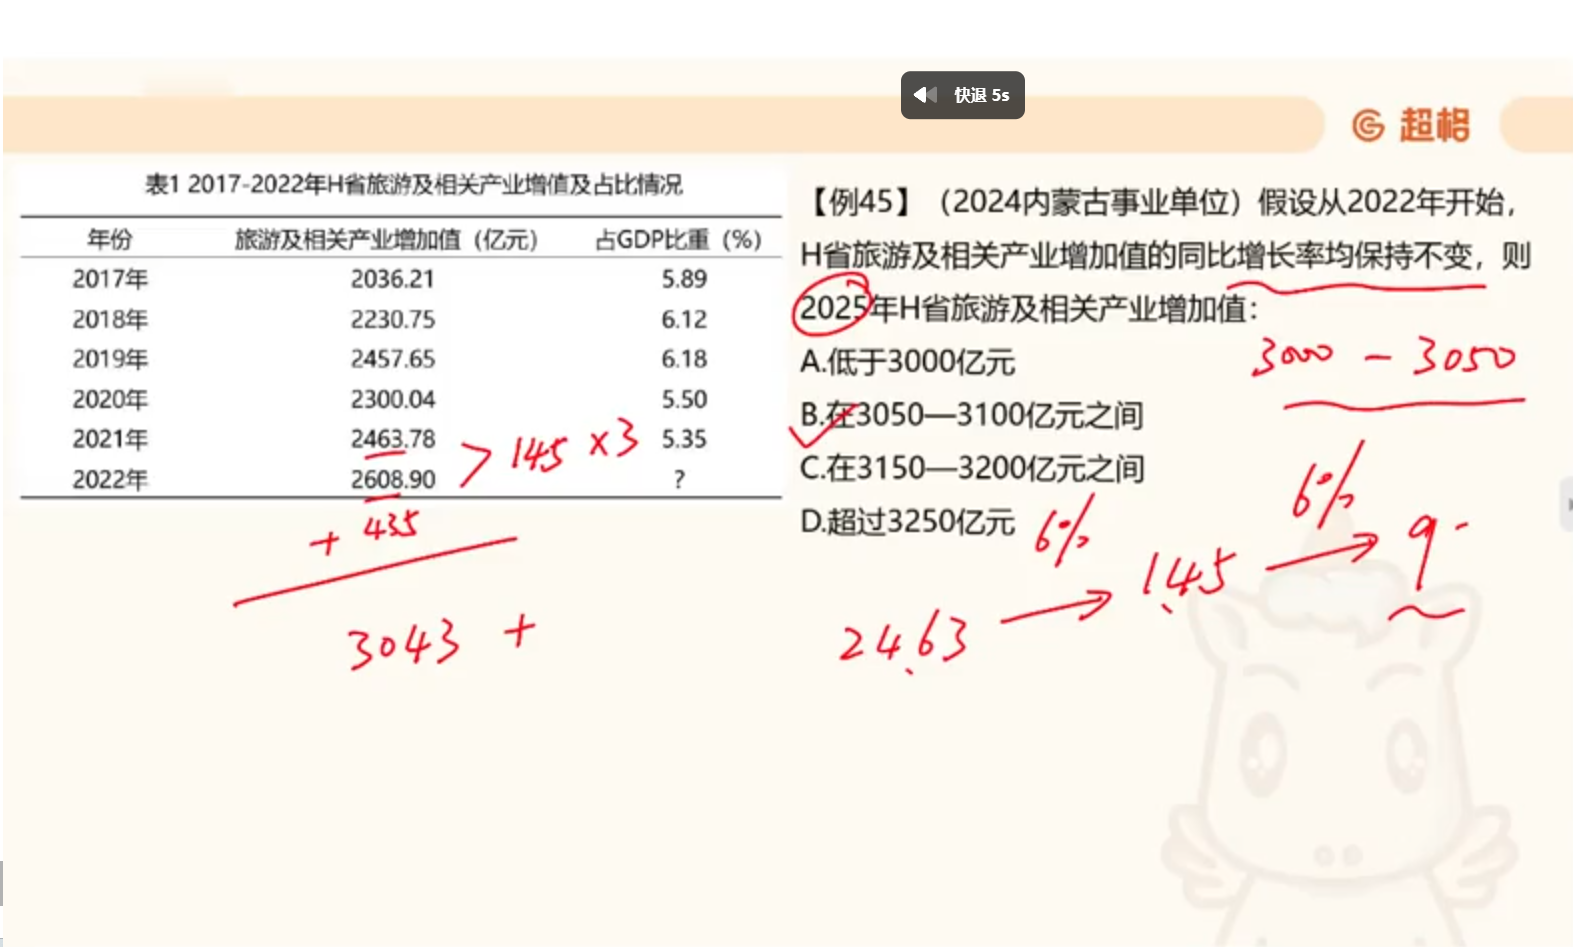 快退 5s
超格
表1 2017-2022年H省旅游及相关产业增值及占比情况
年份 旅游及相关产业增加值（亿元） 占GDP比重（%）
2017年 2036.21 5.89
2018年 2230.75 6.12
2019年 2457.65 6.18
2020年 2300.04 5.50
2021年 2463.78 5.35
2022年 2608.90 ?
> 145 ×3
+ 435
3043 +
【例45】（2024内蒙古事业单位）假设从2022年开始，
H省旅游及相关产业增加值的同比增长率均保持不变，则
2025年H省旅游及相关产业增加值：
A.低于3000亿元
B.在3050—3100亿元之间
C.在3150—3200亿元之间
D.超过3250亿元
3000 - 3050
6% 6%
2463 → 145 → 9